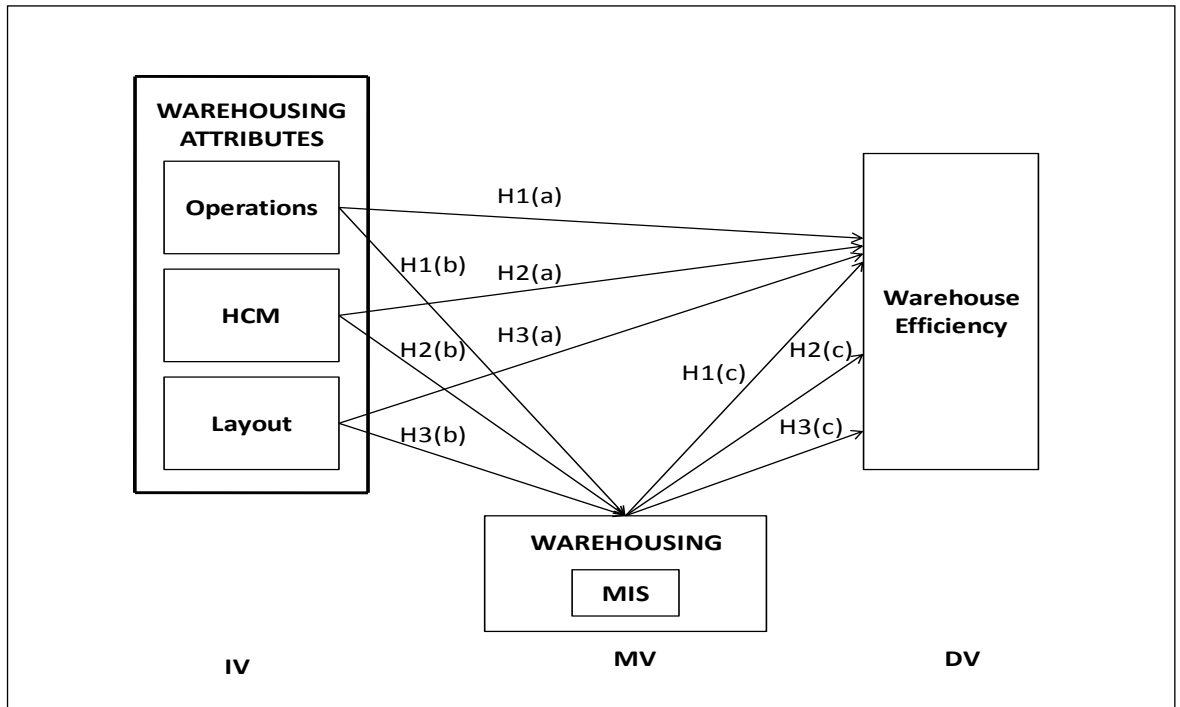 WAREHOUSING
ATTRIBUTES
Operations
HCM
Layout
H1(a)
H1(b)
H2(a)
H2(b)
H3(a)
H3(b)
H1(c)
H2(c)
H3(c)
Warehouse
Efficiency
WAREHOUSING
MIS
IV
MV
DV